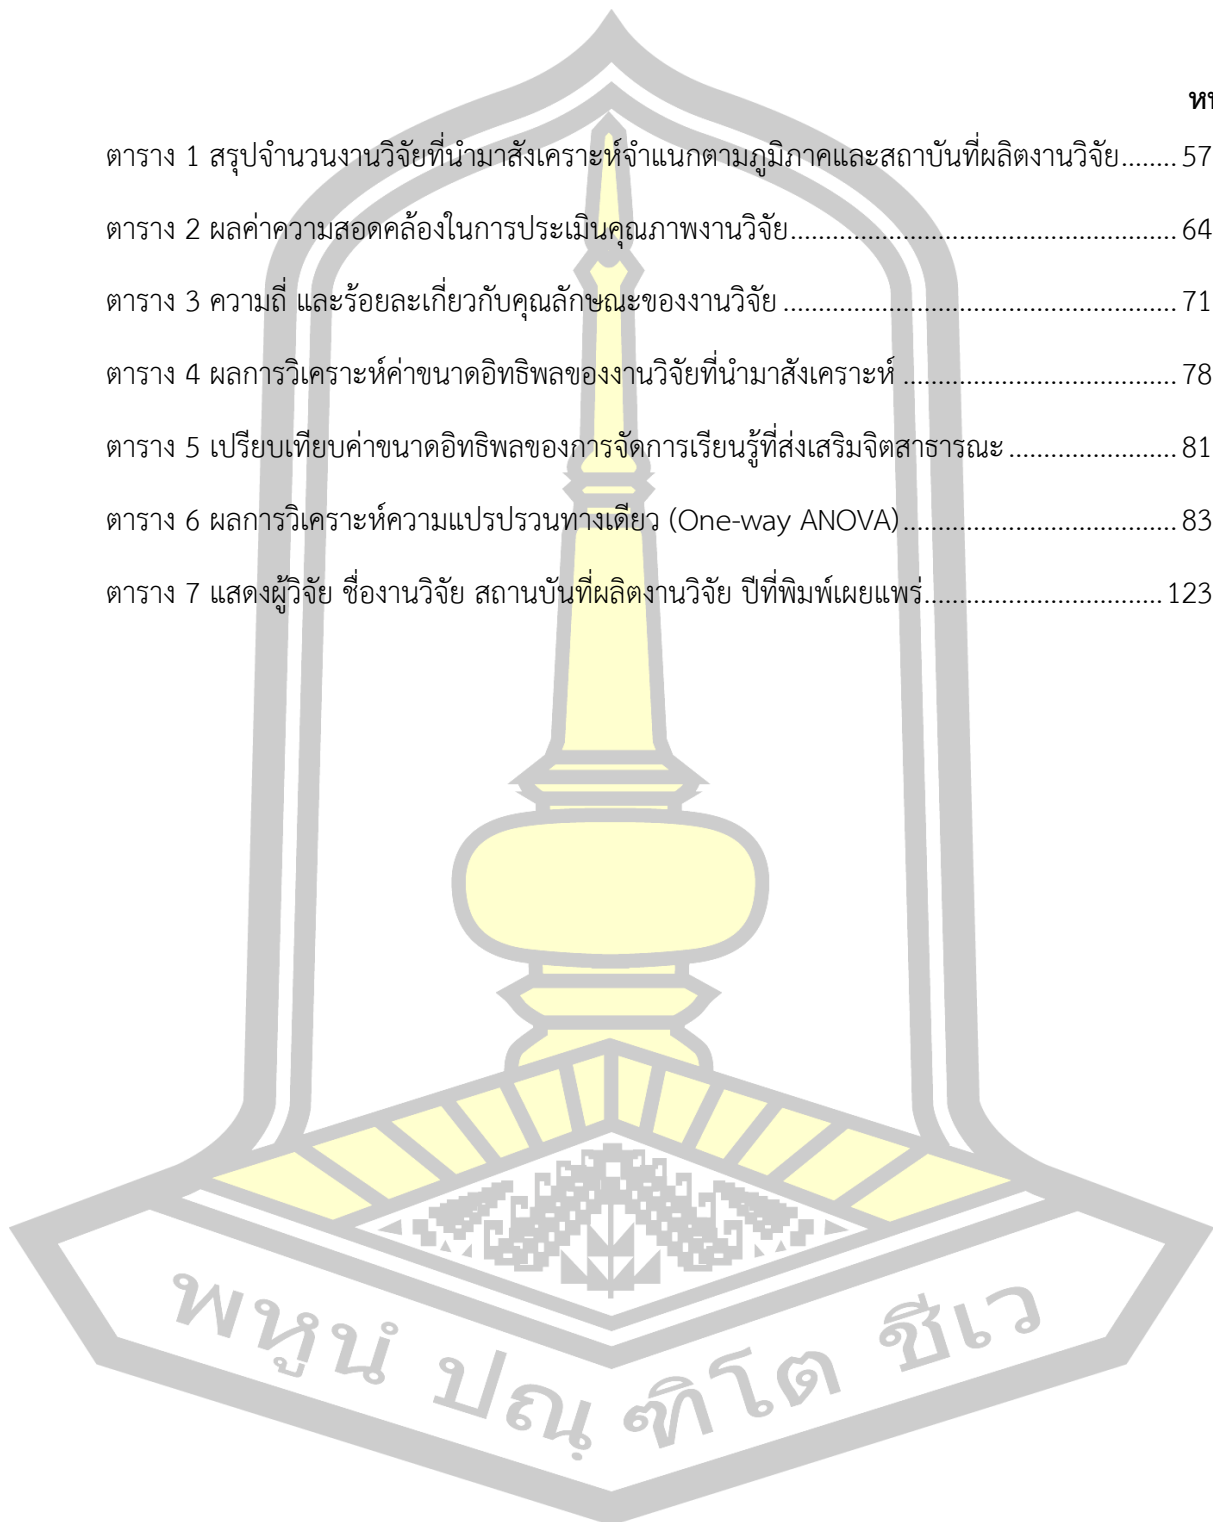 ตาราง 1 สรุปจำนวนงานวิจัยที่นำมาสังเคราะห์จำแนกตามภูมิภาคและสถาบันที่ผลิตงานวิจัย........ 57
ตาราง 2 ผลค่าความสอดคล้องในการประเมินคุณภาพงานวิจัย.................................................... 64
ตาราง 3 ความถี่ และร้อยละเกี่ยวกับคุณลักษณะของงานวิจัย ..................................................... 71
ตาราง 4 ผลการวิเคราะห์ค่าขนาดอิทธิพลของงานวิจัยที่นำมาสังเคราะห์ ..................................... 78
ตาราง 5 เปรียบเทียบค่าขนาดอิทธิพลของการจัดการเรียนรู้ที่ส่งเสริมจิตสาธารณะ ....................... 81
ตาราง 6 ผลการวิเคราะห์ความแปรปรวนทางเดียว (One-way ANOVA)..................................... 83
ตาราง 7 แสดงผู้วิจัย ชื่องานวิจัย สถานบันที่ผลิตงานวิจัย ปีที่พิมพ์เผยแพร่................................ 123
พหูนํ ปณฺ ฑิโต ชีเว